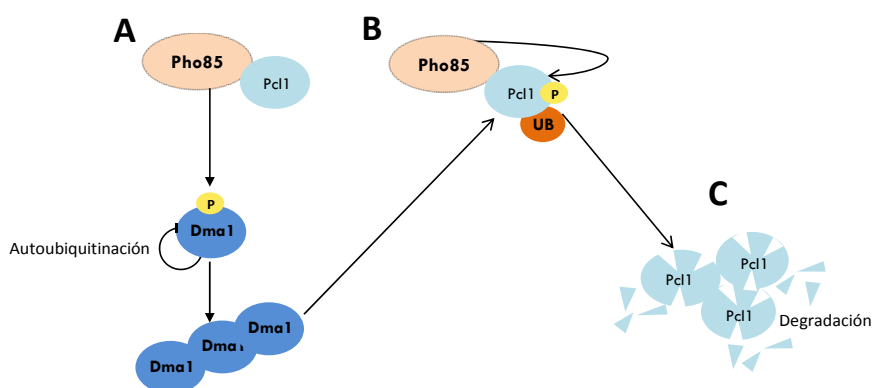 A
Pho85
Pcl1
P
Dma1
Autoubiquitinación
Dma1
Dma1
Dma1
B
Pho85
Pcl1
P
UB
C
Pcl1
Pcl1
Pcl1
Degradación